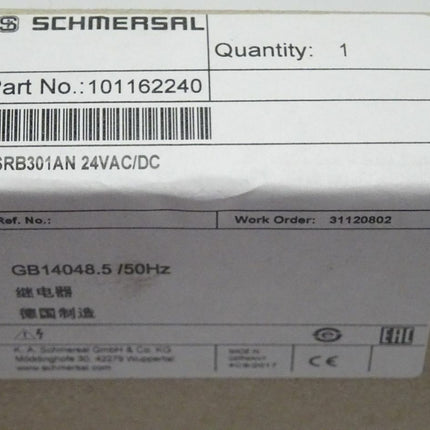 SCHMERSAL
Quantity: 1
Part No.:101162240
SRB301AN 24VAC/DC
Ref. No.:
Work Order: 31120802
GB14048.5 /50Hz
继电器
德国制造
K. A. Schmersal GmbH & Co. KG
Möddinghofe 30, 42279 Wuppertal
www.schmersal.com
MADE IN
GERMANY
CE
EAC